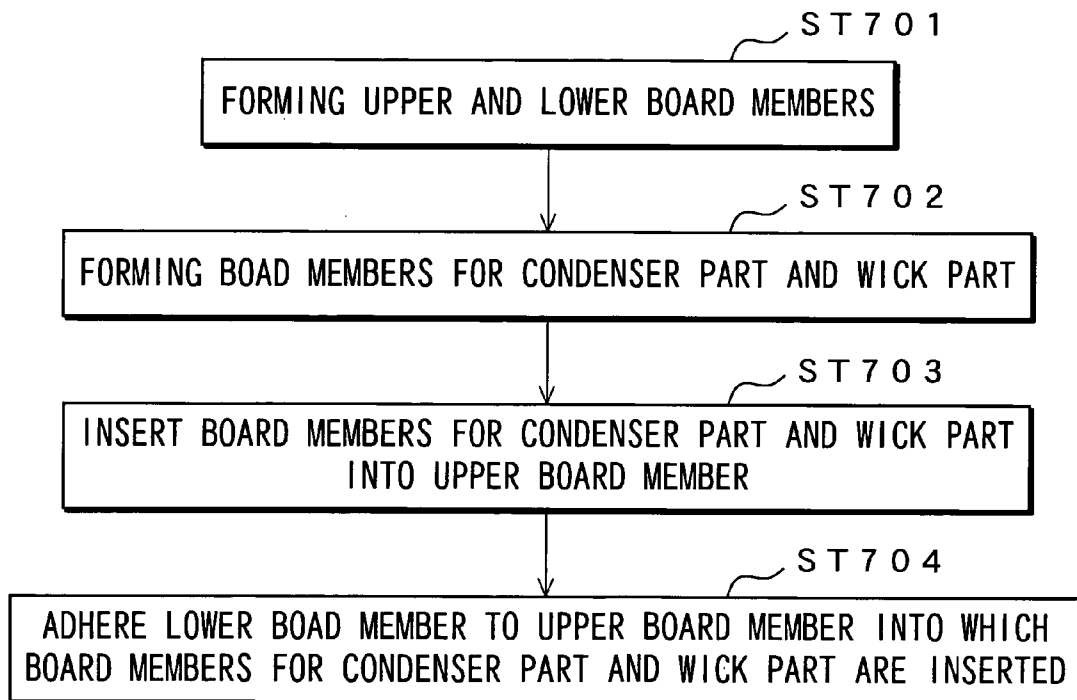 ST701
FORMING UPPER AND LOWER BOARD MEMBERS
ST702
FORMING BOAD MEMBERS FOR CONDENSER PART AND WICK PART
ST703
INSERT BOARD MEMBERS FOR CONDENSER PART AND WICK PART
INTO UPPER BOARD MEMBER
ST704
ADHERE LOWER BOAD MEMBER TO UPPER BOARD MEMBER INTO WHICH
BOARD MEMBERS FOR CONDENSER PART AND WICK PART ARE INSERTED